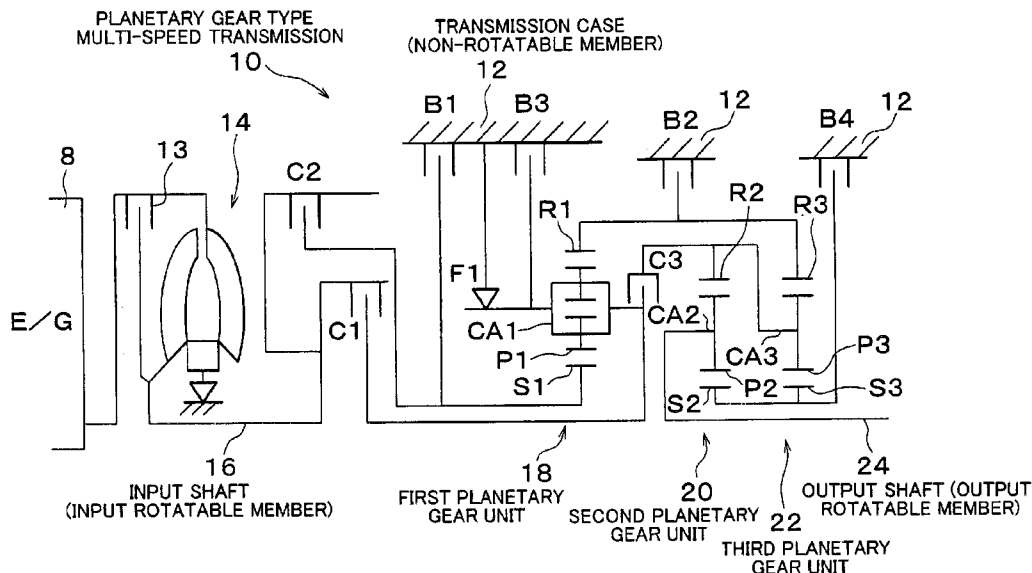 PLANETARY GEAR TYPE
MULTI-SPEED TRANSMISSION
10
TRANSMISSION CASE
(NON-ROTATABLE MEMBER)
12
B1
B3
B2
12
B4
12
8
13
14
C2
R1
R2
R3
F1
C3
E/G
C1
CA1
CA2
CA3
P1
P3
S1
S2
P2
S3
16
INPUT SHAFT
(INPUT ROTATABLE MEMBER)
18
FIRST PLANETARY
GEAR UNIT
20
SECOND PLANETARY
GEAR UNIT
22
THIRD PLANETARY
GEAR UNIT
24
OUTPUT SHAFT (OUTPUT
ROTATABLE MEMBER)